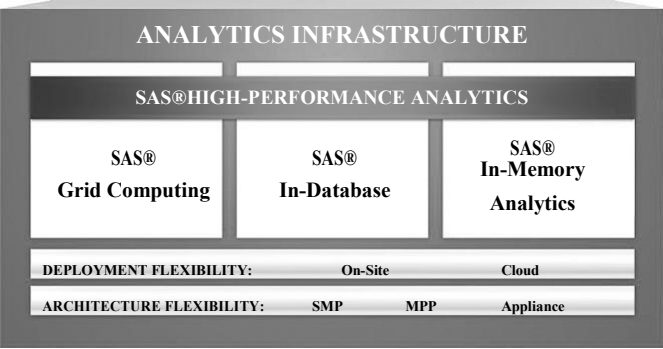 ANALYTICS INFRASTRUCTURE
SAS®HIGH-PERFORMANCE ANALYTICS
SAS®
Grid Computing
SAS®
In-Database
SAS®
In-Memory
Analytics
DEPLOYMENT FLEXIBILITY: On-Site Cloud
ARCHITECTURE FLEXIBILITY: SMP MPP Appliance